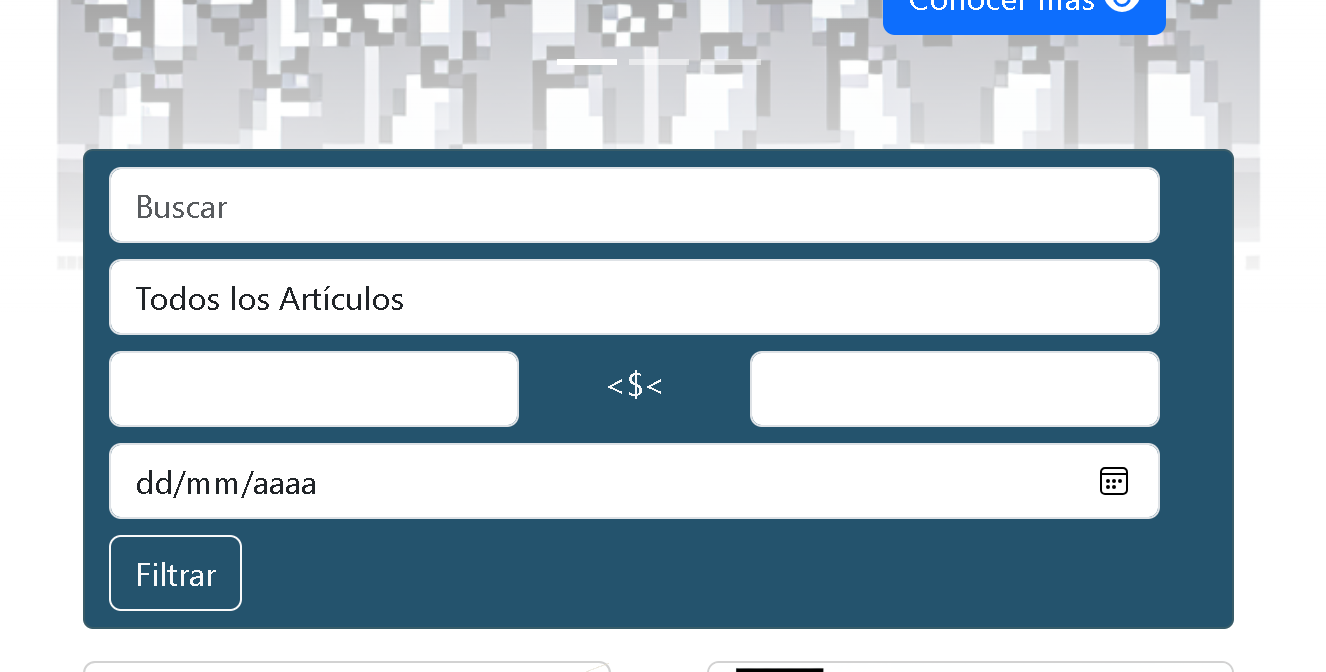 Conocer más
Buscar
Todos los Artículos
<$<
dd/mm/aaaa
Filtrar